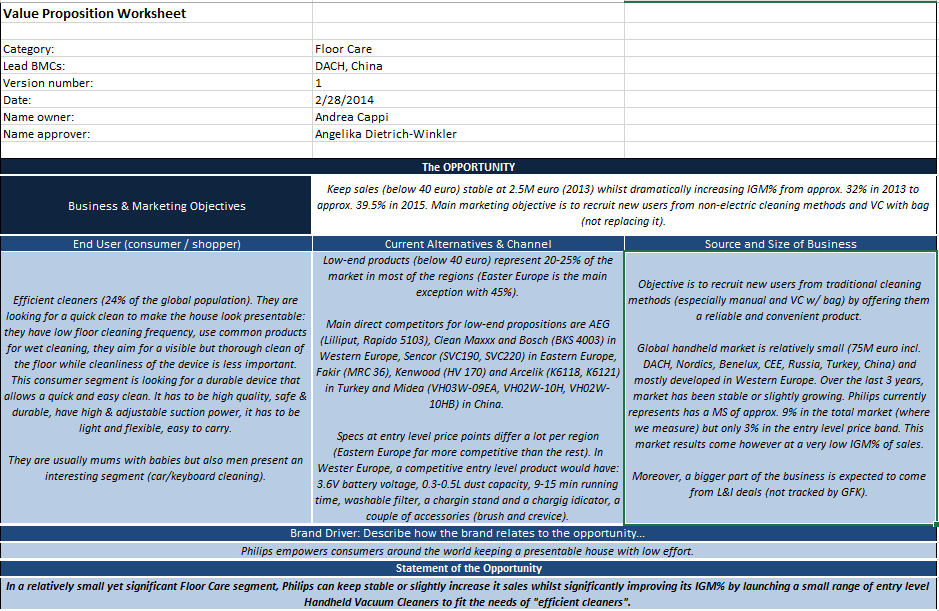 Value Proposition Worksheet
Category: Floor Care
Lead BMCs: DACH, China
Version number: 1
Date: 2/28/2014
Name owner: Andrea Cappi
Name approver: Angelika Dietrich-Winkler
The OPPORTUNITY
Business & Marketing Objectives
Keep sales (below 40 euro) stable at 2.5M euro (2013) whilst dramatically increasing IGM% from approx. 32% in 2013 to
approx. 39.5% in 2015. Main marketing objective is to recruit new users from non-electric cleaning methods and VC with bag
(not replacing it).
End User (consumer / shopper)
Efficient cleaners (24% of the global population). They are
looking for a quick clean to make the house look presentable:
they have low floor cleaning frequency, use common products
for wet cleaning, they aim for a visible but thorough clean of
the floor while cleanliness of the device is less important.
This consumer segment is looking for a durable device that
allows a quick and easy clean. It has to be high quality, safe &
durable, have high & adjustable suction power, it has to be
light and flexible, easy to carry.
They are usually mums with babies but also men present an
interesting segment (car/keyboard cleaning).
Current Alternatives & Channel
Low-end products (below 40 euro) represent 20-25% of the
market in most of the regions (Easter Europe is the main
exception with 45%).
Main direct competitors for low-end propositions are AEG
(Lilliput, Rapido 5103), Clean Maxxx and Bosch (BKS 4003) in
Western Europe, Sencor (SVC190, SVC220) in Eastern Europe,
Fakir (MRC 36), Kenwood (HV 170) and Arcelik (K6118, K6121)
in Turkey and Midea (VH03W-09EA, VH02W-10H, VH02W-
10HB) in China.
Specs at entry level price points differ a lot per region
(Eastern Europe far more competitive than the rest). In
Wester Europe, a competitive entry level product would have:
3.6V battery voltage, 0.3-0.5L dust capacity, 9-15 min running
time, washable filter, a chargin stand and a chargig idicator, a
couple of accessories (brush and crevice).
Source and Size of Business
Objective is to recruit new users from traditional cleaning
methods (especially manual and VC w/ bag) by offering them
a reliable and convenient product.
Global handheld market is relatively small (75M euro incl.
DACH, Nordics, Benelux, CEE, Russia, Turkey, China) and
mostly developed in Western Europe. Over the last 3 years,
market has been stable or slightly growing. Philips currently
represents has a MS of approx. 9% in the total market (where
we measure) but only 3% in the entry level price band. This
market results come however at a very low IGM% of sales.
Moreover, a bigger part of the business is expected to come
from L&I deals (not tracked by GFK).
Brand Driver: Describe how the brand relates to the opportunity...
Philips empowers consumers around the world keeping a presentable house with low effort.
Statement of the Opportunity
In a relatively small yet significant Floor Care segment, Philips can keep stable or slightly increase it sales whilst significantly improving its IGM% by launching a small range of entry level
Handheld Vacuum Cleaners to fit the needs of "efficient cleaners".